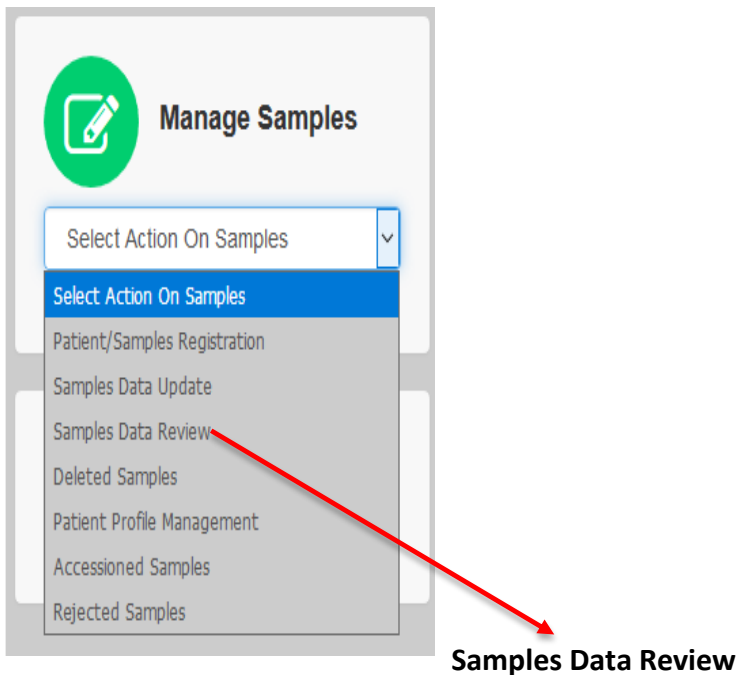 Manage Samples
Select Action On Samples
Select Action On Samples
Patient/Samples Registration
Samples Data Update
Samples Data Review
Deleted Samples
Patient Profile Management
Accessioned Samples
Rejected Samples
Samples Data Review